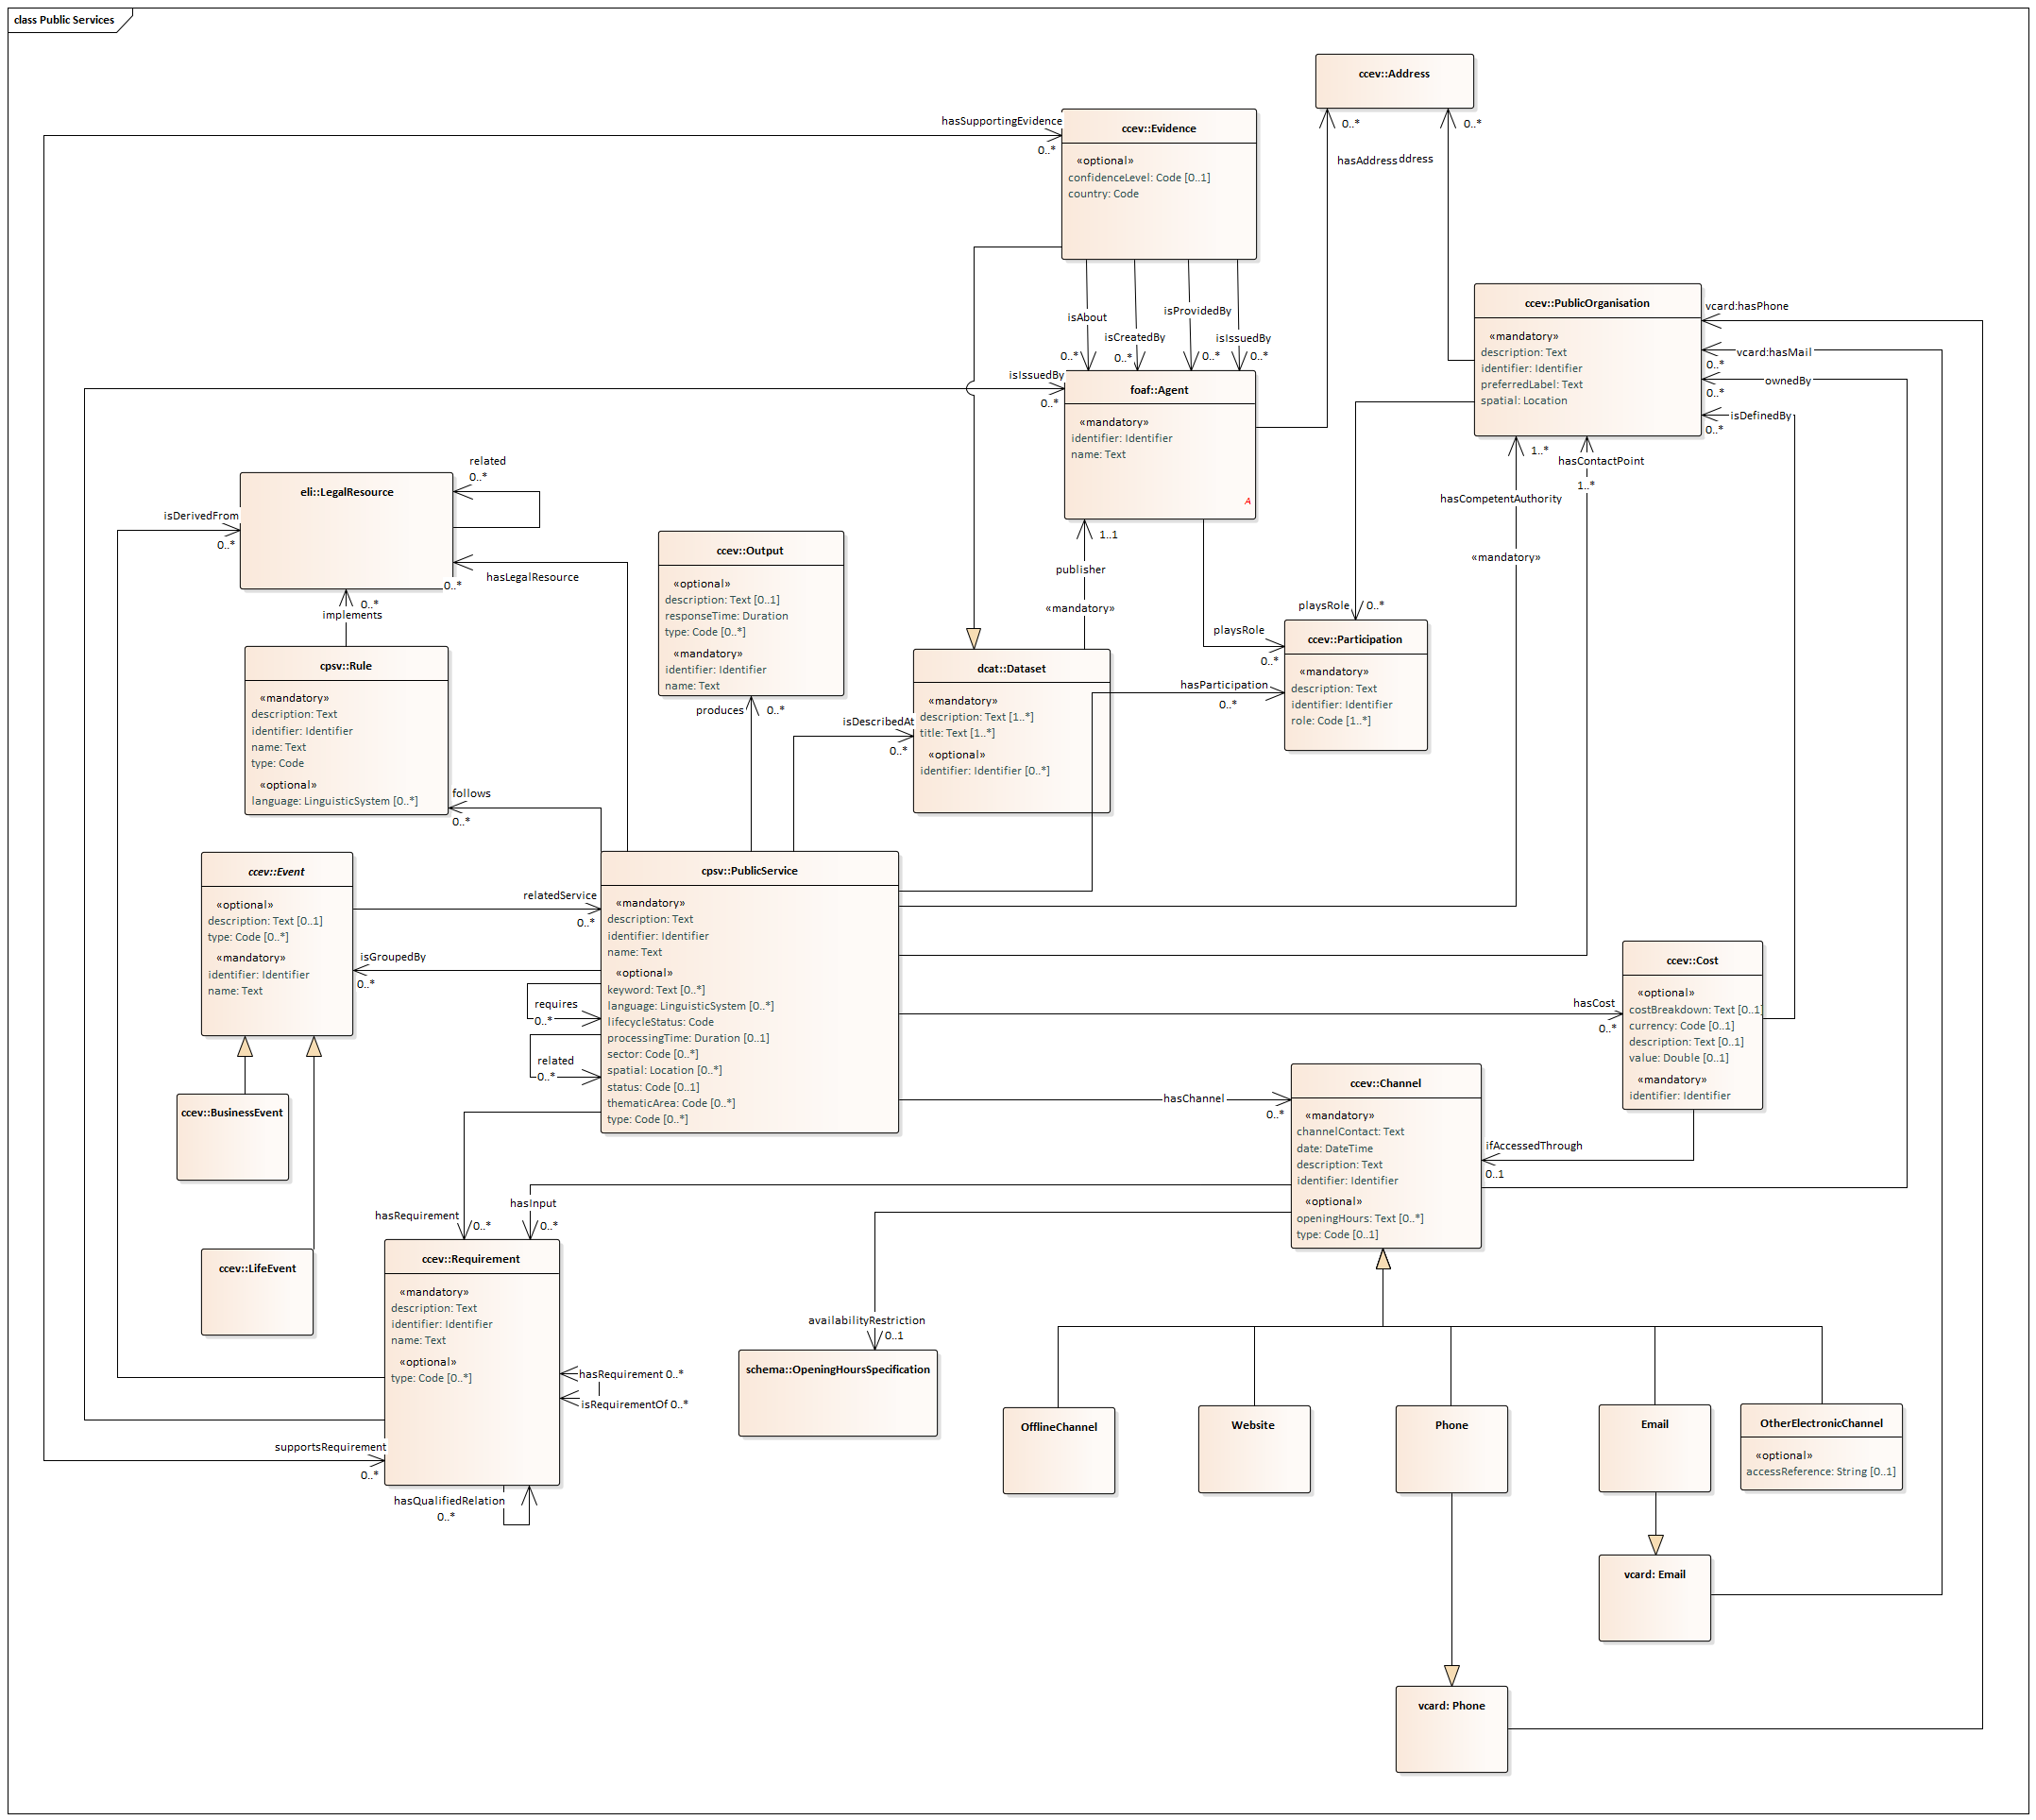 class Public Services
ccev::Address
0..*
0..*
hasAddress
ddress
hasSupportingEvidence
0..*
ccev::Evidence
«optional»
confidenceLevel: Code [0..1]
country: Code
isAbout
0..*
isCreatedBy
0..*
isProvidedBy
0..*
isIssuedBy
0..*
ccev::PublicOrganisation
«mandatory»
description: Text
identifier: Identifier
preferredLabel: Text
spatial: Location
vcard:hasPhone
vcard:hasMail
0..*
ownedBy
0..*
isDefinedBy
0..*
isIssuedBy
0..*
foaf::Agent
«mandatory»
identifier: Identifier
name: Text
A
1..*
hasContactPoint
1..*
hasCompetentAuthority
«mandatory»
related
0..*
eli::LegalResource
isDerivedFrom
0..*
0..*
hasLegalResource
0..*
implements
1..1
publisher
«mandatory»
ccev::Output
«optional»
description: Text [0..1]
responseTime: Duration
type: Code [0..*]
«mandatory»
identifier: Identifier
name: Text
produces
0..*
playsRole
0..*
playsRole
0..*
ccev::Participation
«mandatory»
description: Text
identifier: Identifier
role: Code [1..*]
hasParticipation
0..*
cpsv::Rule
«mandatory»
description: Text
identifier: Identifier
name: Text
type: Code
«optional»
language: LinguisticSystem [0..*]
dcat::Dataset
«mandatory»
description: Text [1..*]
title: Text [1..*]
«optional»
identifier: Identifier [0..*]
isDescribedAt
0..*
follows
0..*
ccev::Event
«optional»
description: Text [0..1]
type: Code [0..*]
«mandatory»
identifier: Identifier
name: Text
relatedService
0..*
isGroupedBy
0..*
cpsv::PublicService
«mandatory»
description: Text
identifier: Identifier
name: Text
«optional»
keyword: Text [0..*]
language: LinguisticSystem [0..*]
lifecycleStatus: Code
processingTime: Duration [0..1]
sector: Code [0..*]
spatial: Location [0..*]
status: Code [0..1]
thematicArea: Code [0..*]
type: Code [0..*]
requires
0..*
related
0..*
hasCost
0..*
ccev::Cost
«optional»
costBreakdown: Text [0..1]
currency: Code [0..1]
description: Text [0..1]
value: Double [0..1]
«mandatory»
identifier: Identifier
hasChannel
0..*
ccev::Channel
«mandatory»
channelContact: Text
date: DateTime
description: Text
identifier: Identifier
«optional»
openingHours: Text [0..*]
type: Code [0..1]
ifAccessedThrough
0..1
ccev::BusinessEvent
ccev::LifeEvent
hasRequirement
0..*
hasInput
0..*
ccev::Requirement
«mandatory»
description: Text
identifier: Identifier
name: Text
«optional»
type: Code [0..*]
hasRequirement 0..*
isRequirementOf 0..*
supportsRequirement
0..*
hasQualifiedRelation
0..*
availabilityRestriction
0..1
schema::OpeningHoursSpecification
OfflineChannel
Website
Phone
Email
OtherElectronicChannel
«optional»
accessReference: String [0..1]
vcard: Email
vcard: Phone